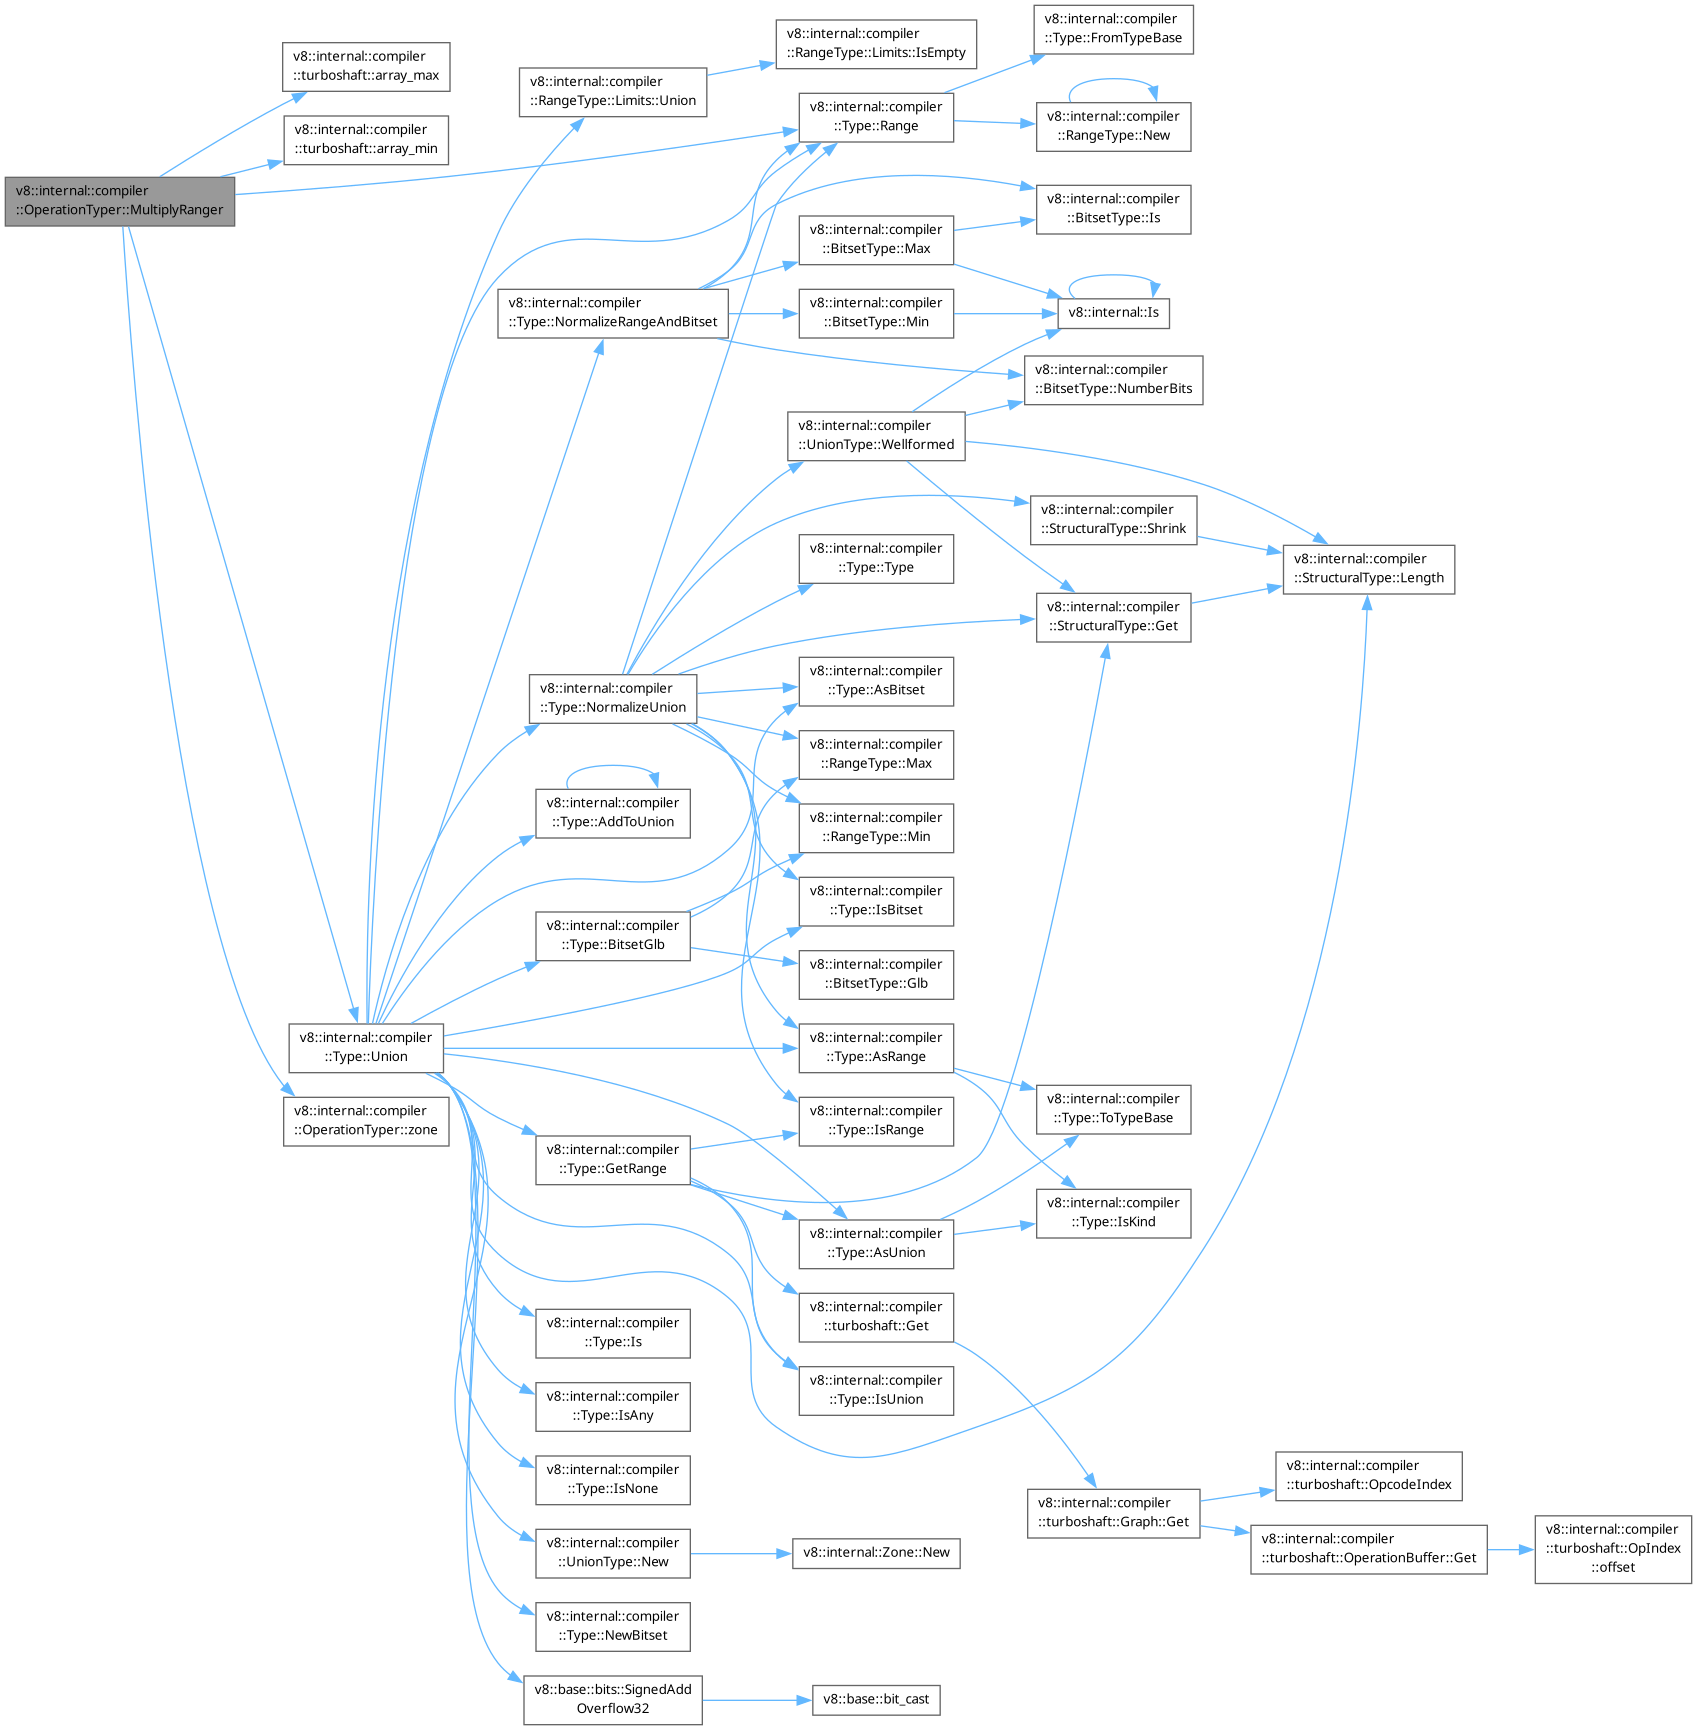 v8::internal::compiler
::OperationTyper::MultiplyRanger
v8::internal::compiler
::turboshaft::array_max
v8::internal::compiler
::turboshaft::array_min
v8::internal::compiler
::Type::Union
v8::internal::compiler
::OperationTyper::zone
v8::internal::compiler
::RangeType::Limits::Union
v8::internal::compiler
::Type::NormalizeRangeAndBitset
v8::internal::compiler
::Type::NormalizeUnion
v8::internal::compiler
::Type::AddToUnion
v8::internal::compiler
::Type::BitsetGlb
v8::internal::compiler
::Type::GetRange
v8::internal::compiler
::Type::Is
v8::internal::compiler
::Type::IsAny
v8::internal::compiler
::Type::IsNone
v8::internal::compiler
::UnionType::New
v8::internal::compiler
::Type::NewBitset
v8::base::bits::SignedAdd
Overflow32
v8::internal::compiler
::RangeType::Limits::IsEmpty
v8::internal::compiler
::Type::Range
v8::internal::compiler
::BitsetType::Max
v8::internal::compiler
::BitsetType::Min
v8::internal::compiler
::UnionType::Wellformed
v8::internal::compiler
::Type::Type
v8::internal::compiler
::Type::AsBitset
v8::internal::compiler
::RangeType::Max
v8::internal::compiler
::RangeType::Min
v8::internal::compiler
::Type::IsBitset
v8::internal::compiler
::BitsetType::Glb
v8::internal::compiler
::Type::AsRange
v8::internal::compiler
::Type::IsRange
v8::internal::compiler
::Type::AsUnion
v8::internal::compiler
::turboshaft::Get
v8::internal::compiler
::Type::IsUnion
v8::internal::Zone::New
v8::base::bit_cast
v8::internal::compiler
::Type::FromTypeBase
v8::internal::compiler
::RangeType::New
v8::internal::compiler
::BitsetType::Is
v8::internal::Is
v8::internal::compiler
::BitsetType::NumberBits
v8::internal::compiler
::StructuralType::Shrink
v8::internal::compiler
::StructuralType::Get
v8::internal::compiler
::Type::ToTypeBase
v8::internal::compiler
::Type::IsKind
v8::internal::compiler
::turboshaft::Graph::Get
v8::internal::compiler
::StructuralType::Length
v8::internal::compiler
::turboshaft::OpcodeIndex
v8::internal::compiler
::turboshaft::OperationBuffer::Get
v8::internal::compiler
::turboshaft::OpIndex
::offset